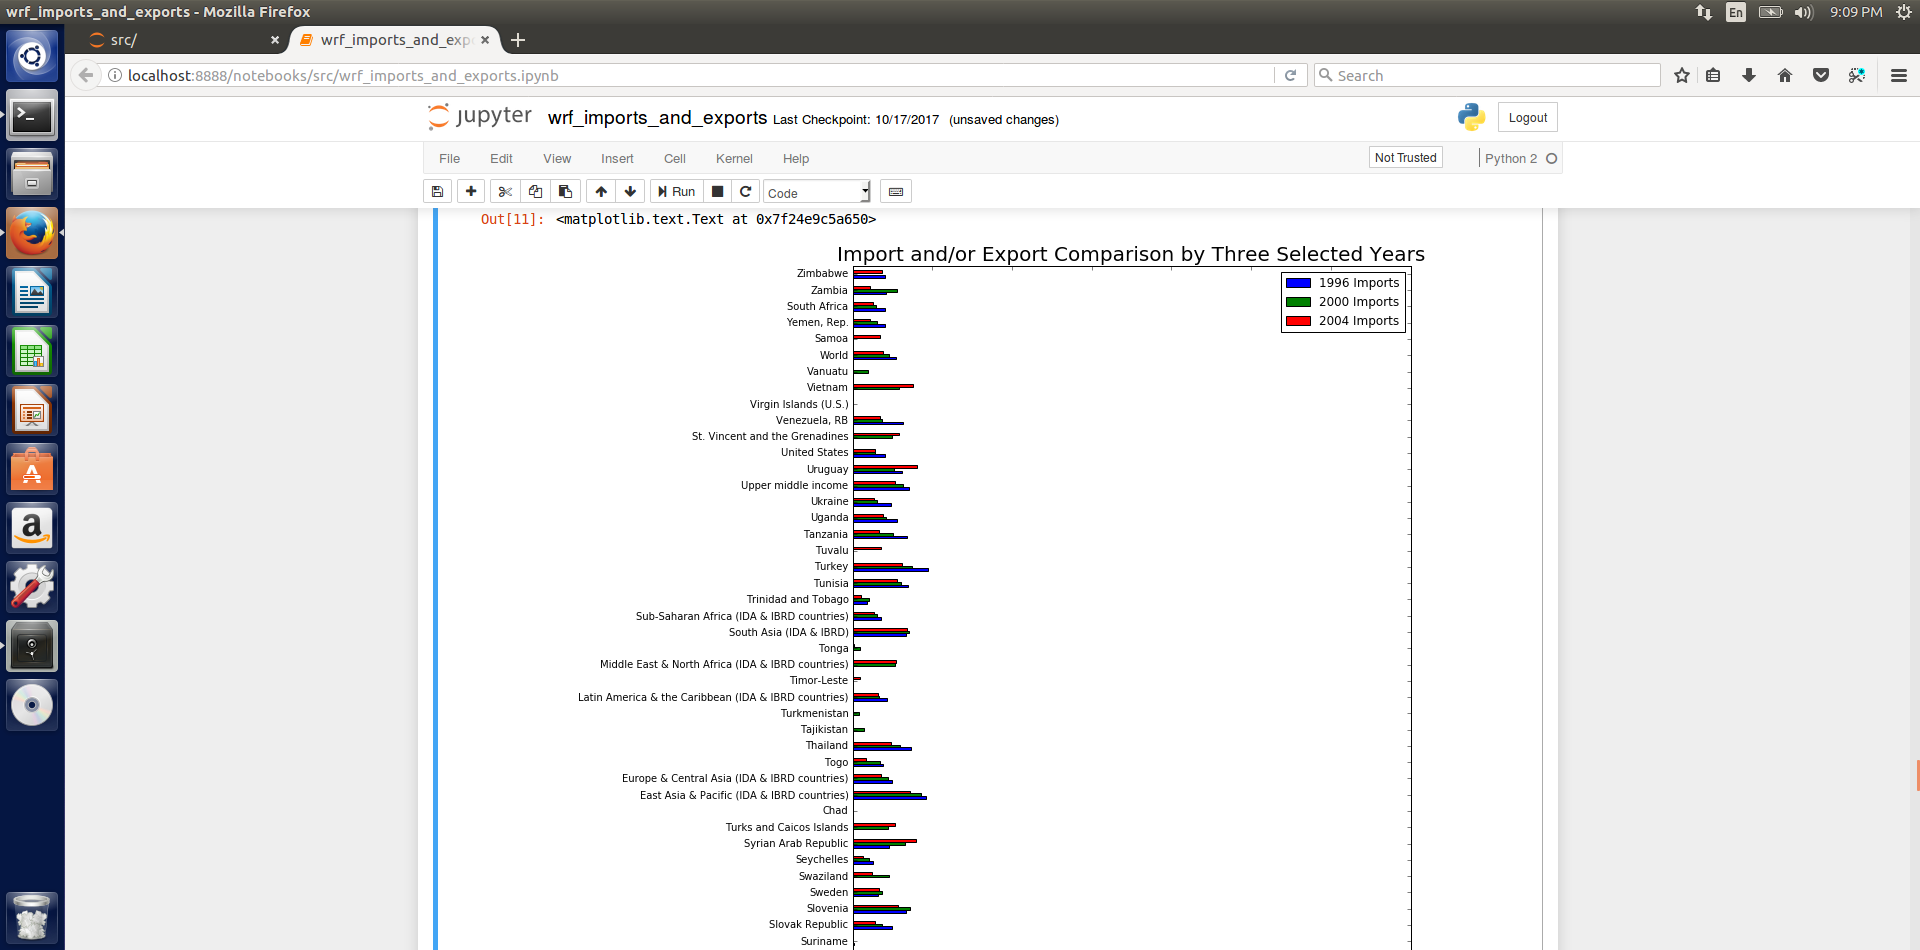 wrf_imports_and_exports - Mozilla Firefox
En
9:09 PM
src/
wrf_imports_and_exp
localhost:8888/notebooks/src/wrf_imports_and_exports.ipynb
Search
jupyter
wrf_imports_and_exports Last Checkpoint: 10/17/2017 (unsaved changes)
Logout
File Edit View Insert Cell Kernel Help
Not Trusted
Python 2
Run
Code
Out[11]: <matplotlib.text.Text at 0x7f24e9c5a650>
Import and/or Export Comparison by Three Selected Years
1996 Imports
2000 Imports
2004 Imports
Zimbabwe
Zambia
South Africa
Yemen, Rep.
Samoa
World
Vanuatu
Vietnam
Virgin Islands (U.S.)
Venezuela, RB
St. Vincent and the Grenadines
United States
Uruguay
Upper middle income
Ukraine
Uganda
Tanzania
Tuvalu
Turkey
Tunisia
Trinidad and Tobago
Sub-Saharan Africa (IDA & IBRD countries)
South Asia (IDA & IBRD)
Tonga
Middle East & North Africa (IDA & IBRD countries)
Timor-Leste
Latin America & the Caribbean (IDA & IBRD countries)
Turkmenistan
Tajikistan
Thailand
Togo
Europe & Central Asia (IDA & IBRD countries)
East Asia & Pacific (IDA & IBRD countries)
Chad
Turks and Caicos Islands
Syrian Arab Republic
Seychelles
Swaziland
Sweden
Slovenia
Slovak Republic
Suriname